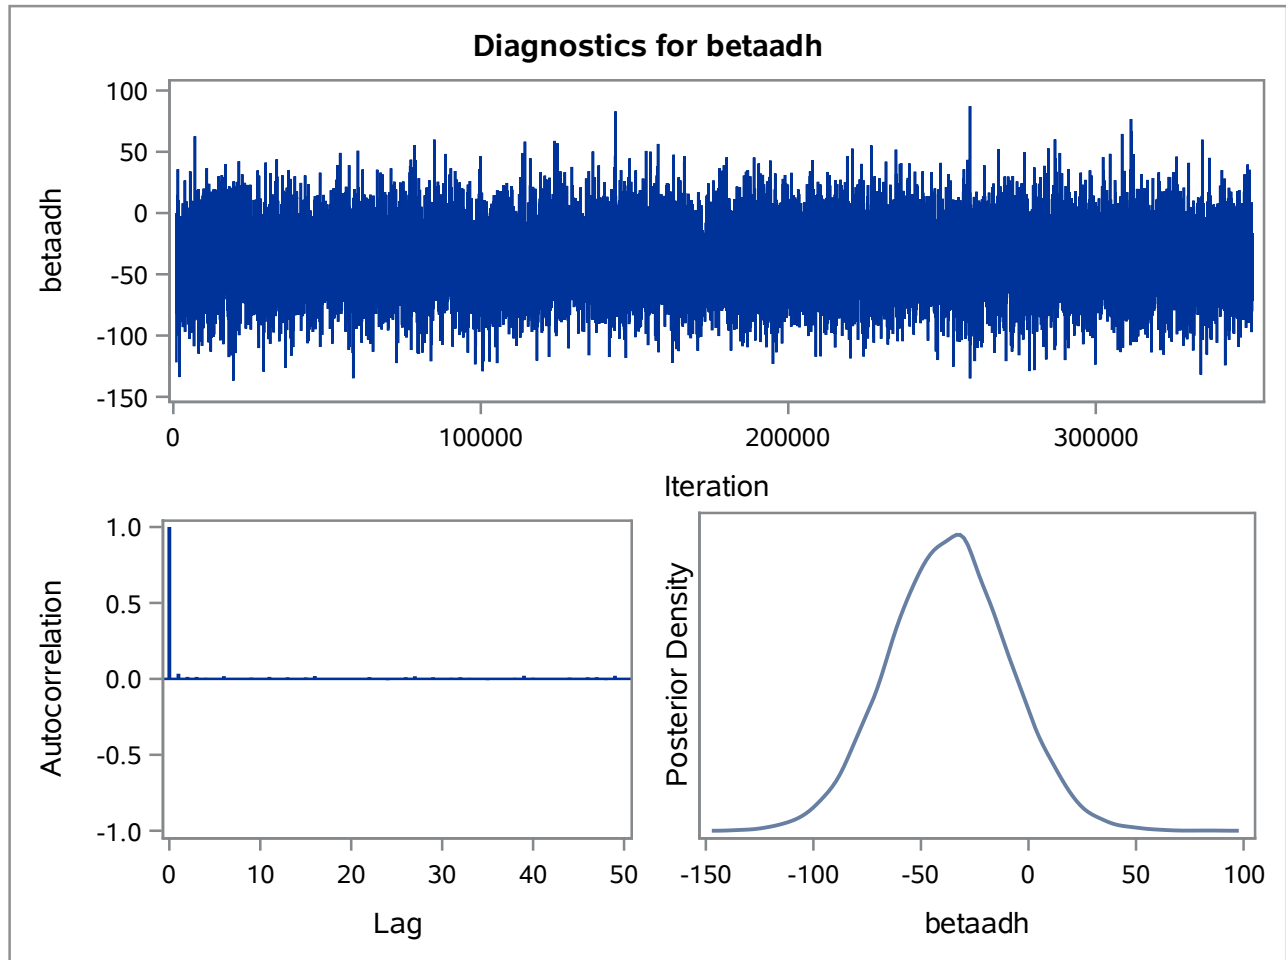 Diagnostics for betaadh
betaadh
100
50
0
-50
-100
-150
0 100000 200000 300000
Iteration
Autocorrelation
1.0
0.5
0.0
-0.5
-1.0
0 10 20 30 40 50
Lag
Posterior Density
-150 -100 -50 0 50 100
betaadh